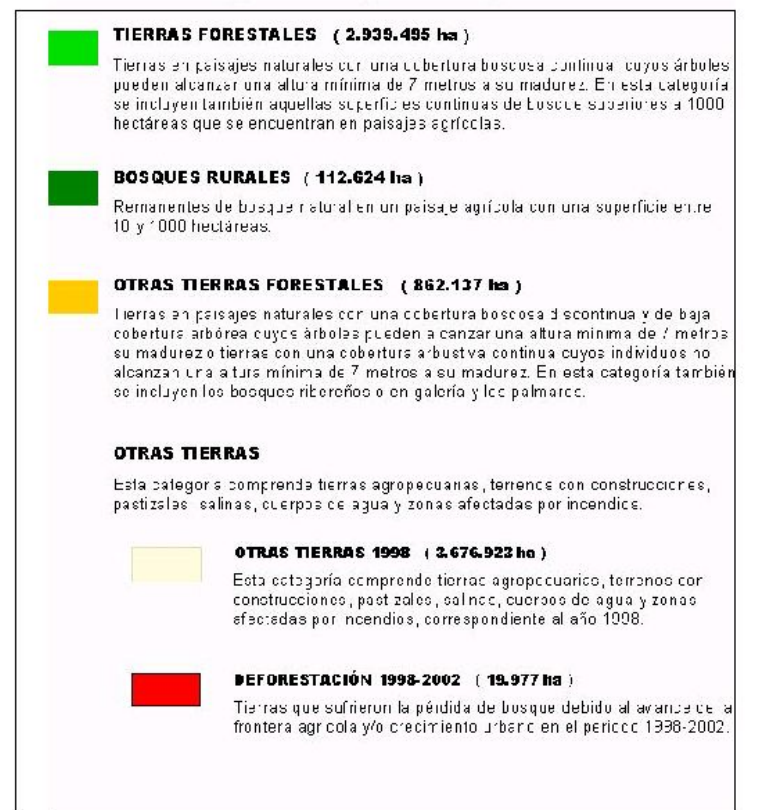 TIERRAS FORESTALES ( 2.939.495 ha )
Tierras en paisajes naturales con una cobertura boscosa continua cuyos árboles
pueden alcanzar una altura mínima de 7 metros a su madurez. En esta categoría
se incluyen también aquellas superficies continuas de bosque superiores a 1000
hectáreas que se encuentran en paisajes agrícolas.
BOSQUES RURALES ( 112.624 ha )
Remanentes de bosque natural en un paisaje agrícola con una superficie entre
10 y 1000 hectáreas.
OTRAS TIERRAS FORESTALES ( 862.137 ha )
Tierras en paisajes naturales con una cobertura boscosa discontinua y de baja
cobertura arbórea cuyos árboles pueden alcanzar una altura mínima de 7 metros
su madurez o tierras con una cobertura arbustiva continua cuyos individuos no
alcanzan una altura mínima de 7 metros a su madurez. En esta categoría también
se incluyen los bosques ribereños o en galería y los palmares.
OTRAS TIERRAS
Esta categoria comprende tierras agropecuarias, terrenos con construcciones,
pastizales, salinas, cuerpos de agua y zonas afectadas por incendios.
OTRAS TIERRAS 1998 ( 3.676.923 ha )
Esta categoría comprende tierras agropecuarias, terrenos con
construcciones, pastizales, salinas, cuerpos de agua y zonas
afectadas por incendios, correspondiente al año 1998.
DEFORESTACIÓN 1998-2002 ( 19.977 ha )
Tierras que sufrieron la pérdida de bosque debido al avance de la
frontera agricola y/o crecimiento urbano en el periodo 1998-2002.